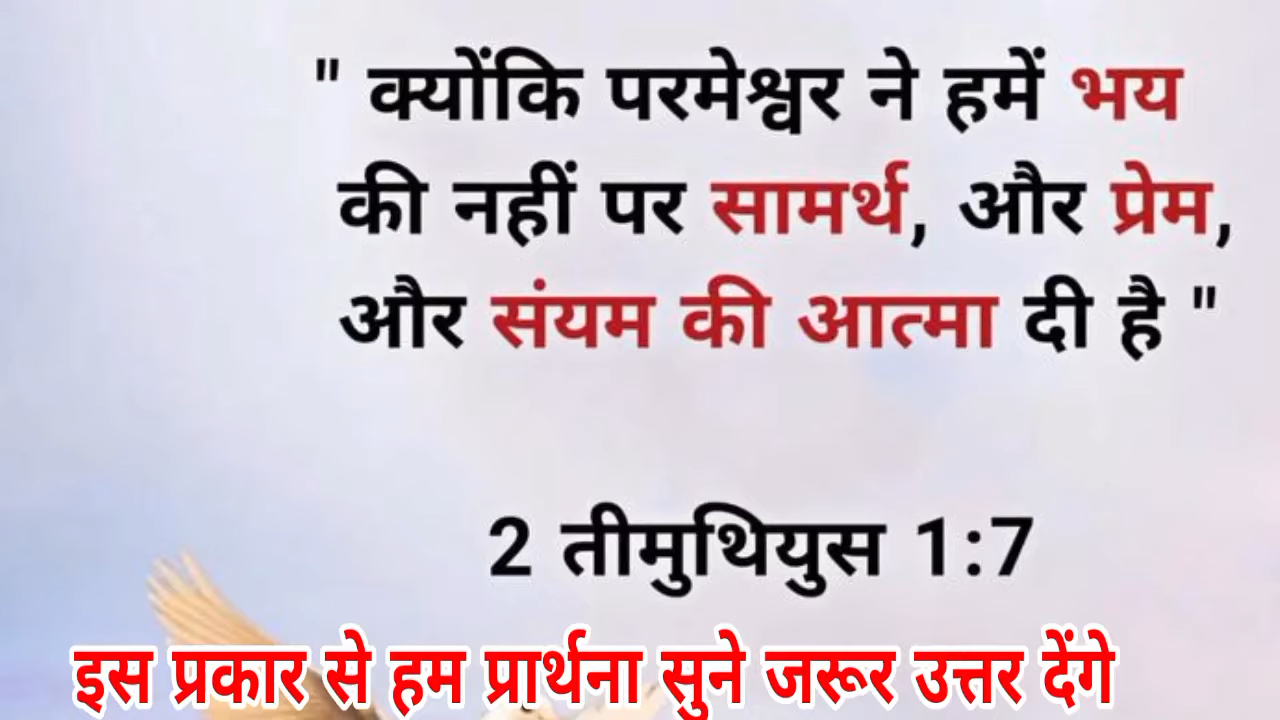 " क्योंकि परमेश्वर ने हमें भय
की नहीं पर सामर्थ, और प्रेम,
और संयम की आत्मा दी है "
2 तीमुथियुस 1:7
इस प्रकार से हम प्रार्थना सुने जरूर उत्तर देंगे